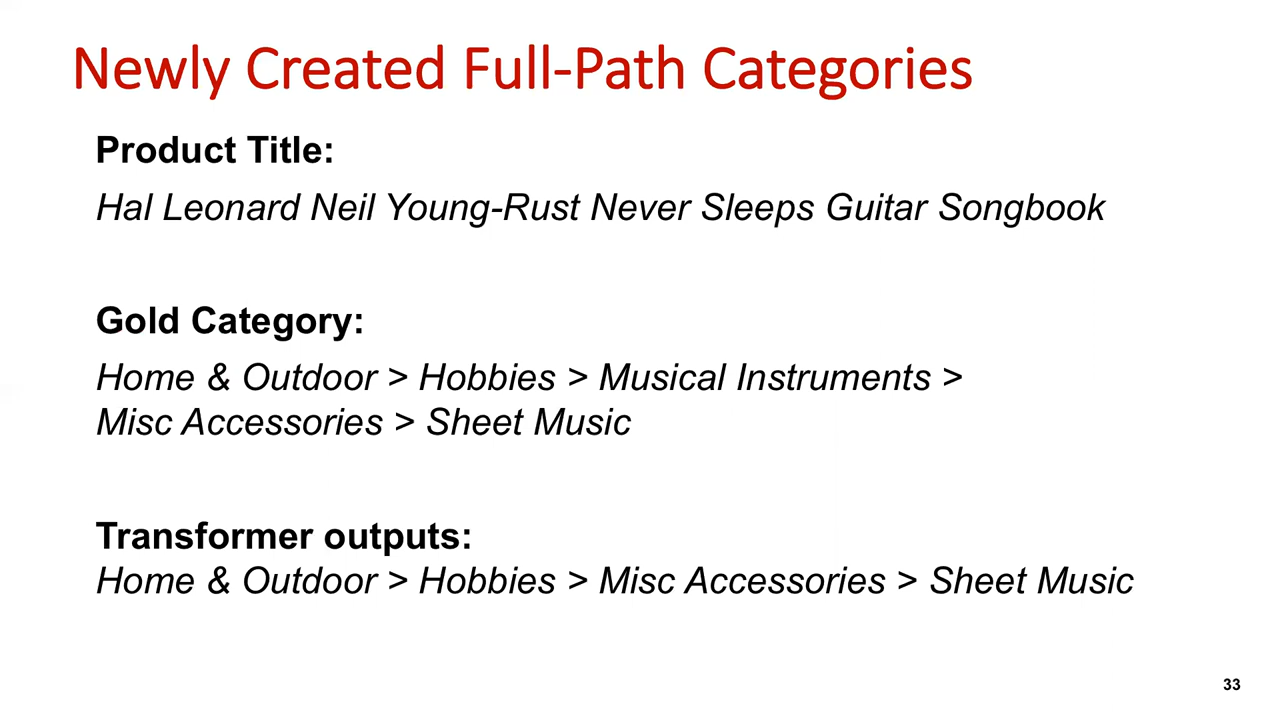 Newly Created Full-Path Categories
Product Title:
Hal Leonard Neil Young-Rust Never Sleeps Guitar Songbook
Gold Category:
Home & Outdoor > Hobbies > Musical Instruments >
Misc Accessories > Sheet Music
Transformer outputs:
Home & Outdoor > Hobbies > Misc Accessories > Sheet Music
33